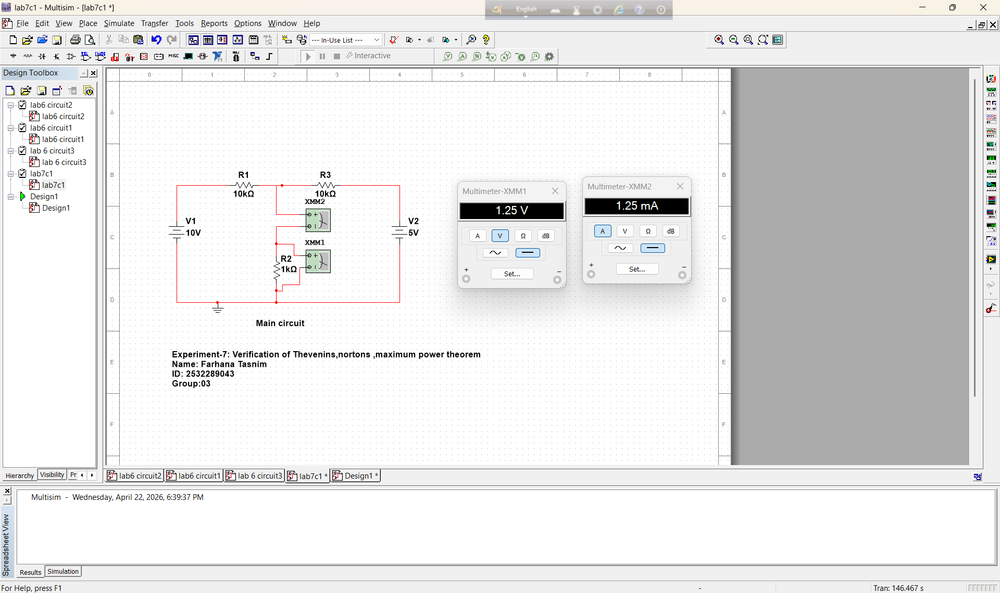 lab7c1 - Multisim - [lab7c1 *]
English
File Edit View Place Simulate Transfer Tools Reports Options Window Help
--- In-Use List ---
MISC
Interactive
Design Toolbox
lab6 circuit2
lab6 circuit2
lab6 circuit1
lab6 circuit1
lab 6 circuit3
lab 6 circuit3
lab7c1
lab7c1
Design1
Design1
Hierarchy Visibility Pr
0 1 2 3 4 5 6 7 8
A A
B B
C C
D D
E E
F F
R1
10kΩ
R3
10kΩ
XMM2
V1
10V
V2
5V
XMM1
R2
1kΩ
Main circuit
Experiment-7: Verification of Thevenins,nortons ,maximum power theorem
Name: Farhana Tasnim
ID: 2532289043
Group:03
Multimeter-XMM1
1.25 V
A V Ω dB
+ Set... −
Multimeter-XMM2
1.25 mA
A V Ω dB
+ Set... −
lab6 circuit2 lab6 circuit1 lab 6 circuit3 lab7c1 * Design1 *
Multisim - Wednesday, April 22, 2026, 6:39:37 PM
Spreadsheet View
Results Simulation
For Help, press F1
- Tran: 146.467 s